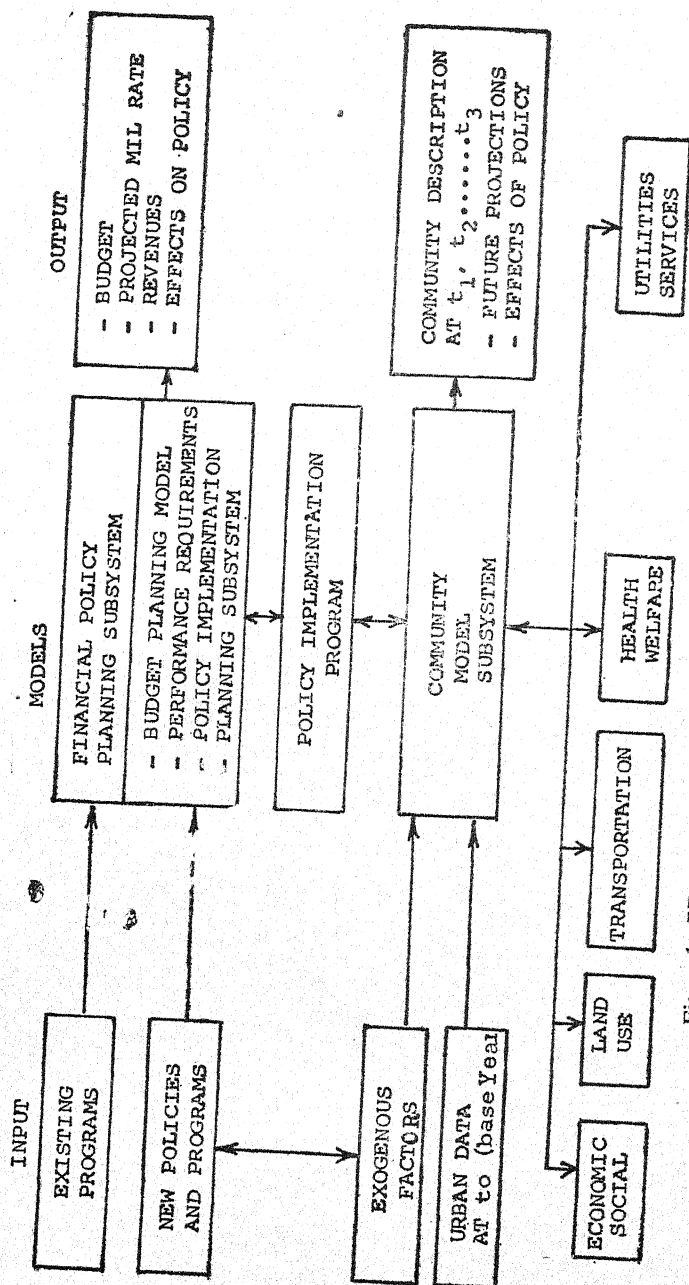 INPUT
MODELS
OUTPUT
EXISTING
PROGRAMS
NEW POLICIES
AND PROGRAMS
FINANCIAL POLICY
PLANNING SUBSYSTEM
- BUDGET PLANNING MODEL
- PERFORMANCE REQUIREMENTS
- POLICY IMPLEMENTATION
- PLANNING SUBSYSTEM
- BUDGET
- PROJECTED MIL RATE
- REVENUES
- EFFECTS ON POLICY
POLICY IMPLEMENTATION
PROGRAM
EXOGENOUS
FACTORS
URBAN DATA
AT to (baseYear
COMMUNITY
MODEL
SUBSYSTEM
COMMUNITY DESCRIPTION
AT t1, t2......t3
- FUTURE PROJECTIONS
- EFFECTS OF POLICY
ECONOMIC
SOCIAL
LAND
USE
TRANSPORTATION
HEALTH
WELFARE
UTILITIES
SERVICES